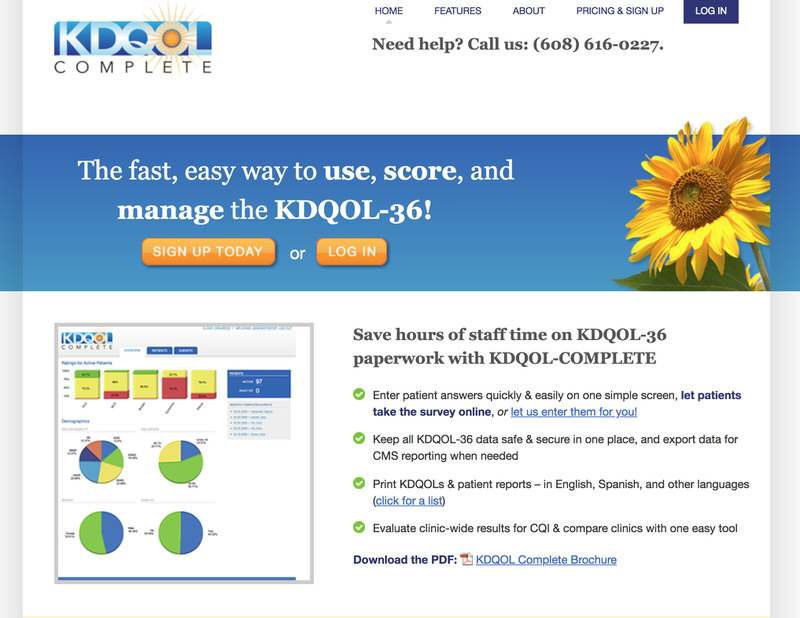 KDQOL
COMPLETE
HOME
FEATURES
ABOUT
PRICING & SIGN UP
LOG IN
Need help? Call us: (608) 616-0227.
The fast, easy way to use, score, and
manage the KDQOL-36!
SIGN UP TODAY or LOG IN
KDQOL
COMPLETE
OVERVIEW
PATIENTS
SURVEYS
Ratings for Active Patients
PATIENTS
ACTIVE 97
INACTIVE 0
Demographics
Save hours of staff time on KDQOL-36
paperwork with KDQOL-COMPLETE
Enter patient answers quickly & easily on one simple screen, let patients
take the survey online, or let us enter them for you!
Keep all KDQOL-36 data safe & secure in one place, and export data for
CMS reporting when needed
Print KDQOLs & patient reports – in English, Spanish, and other languages
(click for a list)
Evaluate clinic-wide results for CQI & compare clinics with one easy tool
Download the PDF: KDQOL Complete Brochure